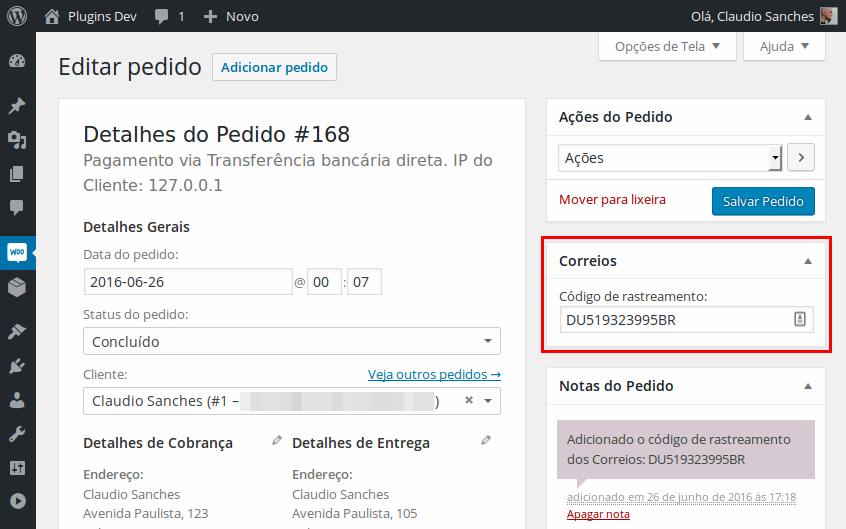 Plugins Dev
1
Novo
Olá, Claudio Sanches
Opções de Tela
Ajuda
Editar pedido
Adicionar pedido
Detalhes do Pedido #168
Pagamento via Transferência bancária direta. IP do
Cliente: 127.0.0.1
Detalhes Gerais
Data do pedido:
2016-06-26 @ 00 : 07
Status do pedido:
Concluído
Cliente:
Veja outros pedidos →
Claudio Sanches (#1 – )
Detalhes de Cobrança
Endereço:
Claudio Sanches
Avenida Paulista, 123
Detalhes de Entrega
Endereço:
Claudio Sanches
Avenida Paulista, 105
Ações do Pedido
Ações
Mover para lixeira
Salvar Pedido
Correios
Código de rastreamento:
DU519323995BR
Notas do Pedido
Adicionado o código de rastreamento
dos Correios: DU519323995BR
adicionado em 26 de junho de 2016 às 17:18
Apagar nota
WOO